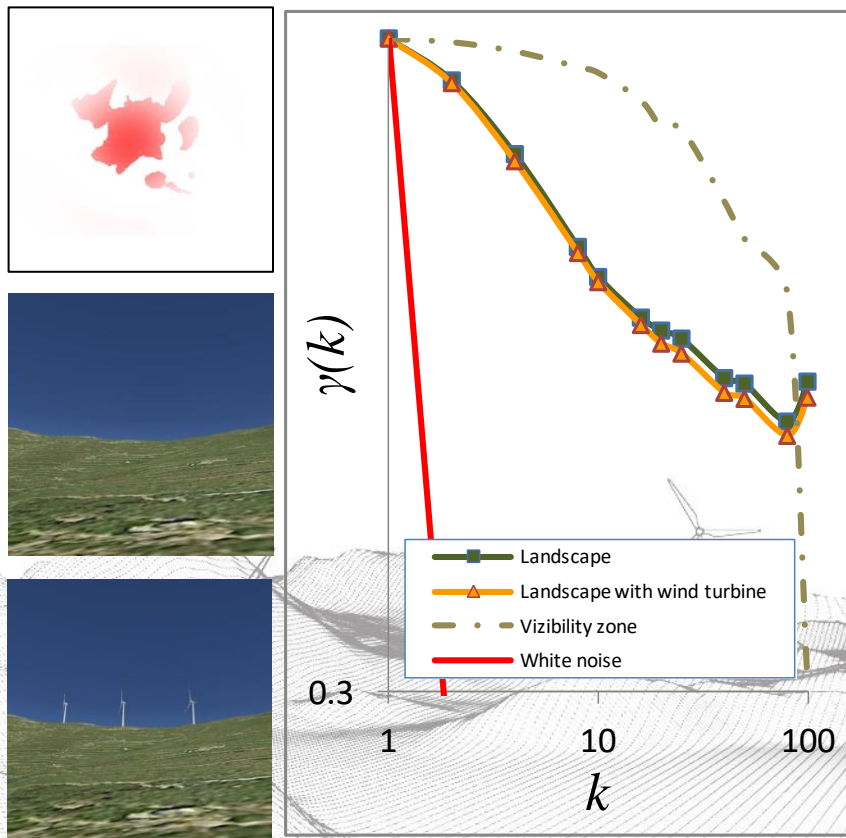 γ(k)
Landscape
Landscape with wind turbine
Vizibility zone
White noise
0.3
1 10 100
k